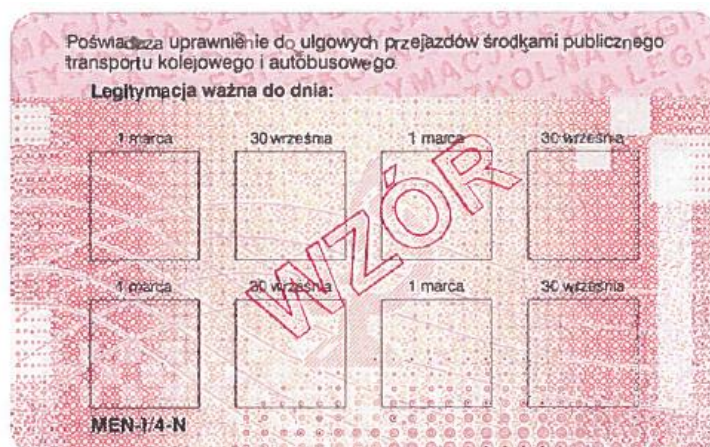 Poświadcza uprawnienie do ulgowych przejazdów środkami publicznego
transportu kolejowego i autobusowego.
Legitymacja ważna do dnia:
1 marca 30 września 1 marca 30 września
WZÓR
1 marca 30 września 1 marca 30 września
MEN-I/4-N